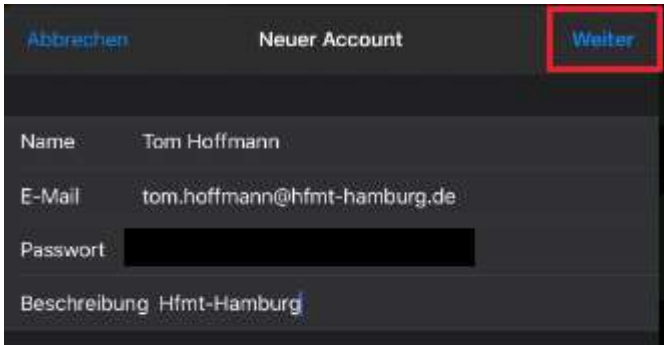 Abbrechen Neuer Account Weiter
Name Tom Hoffmann
E-Mail tom.hoffmann@hfmt-hamburg.de
Passwort
Beschreibung Hfmt-Hamburg